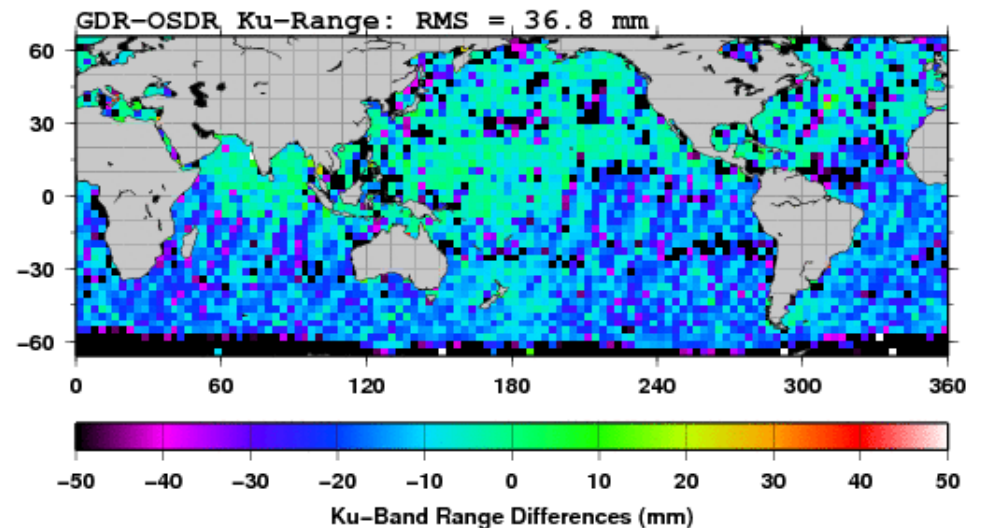 GDR−OSDR Ku−Range: RMS = 36.8 mm
60
30
0
−30
−60
0 60 120 180 240 300 360
−50 −40 −30 −20 −10 0 10 20 30 40 50
Ku−Band Range Differences (mm)